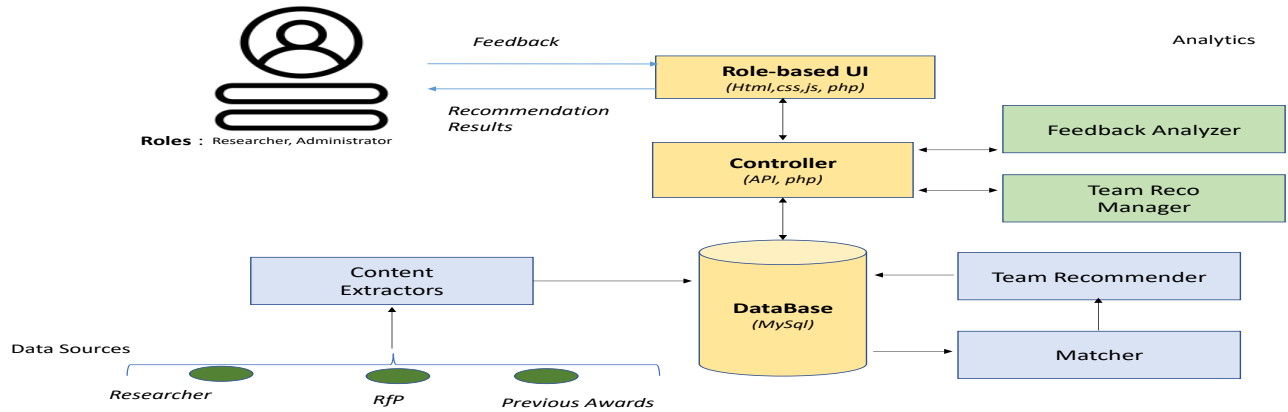 Feedback
Analytics
Role-based UI
(Html,css,js, php)
Recommendation
Results
Roles : Researcher, Administrator
Feedback Analyzer
Controller
(API, php)
Team Reco
Manager
Content
Extractors
Team Recommender
DataBase
(MySql)
Data Sources
Matcher
Researcher
RfP
Previous Awards